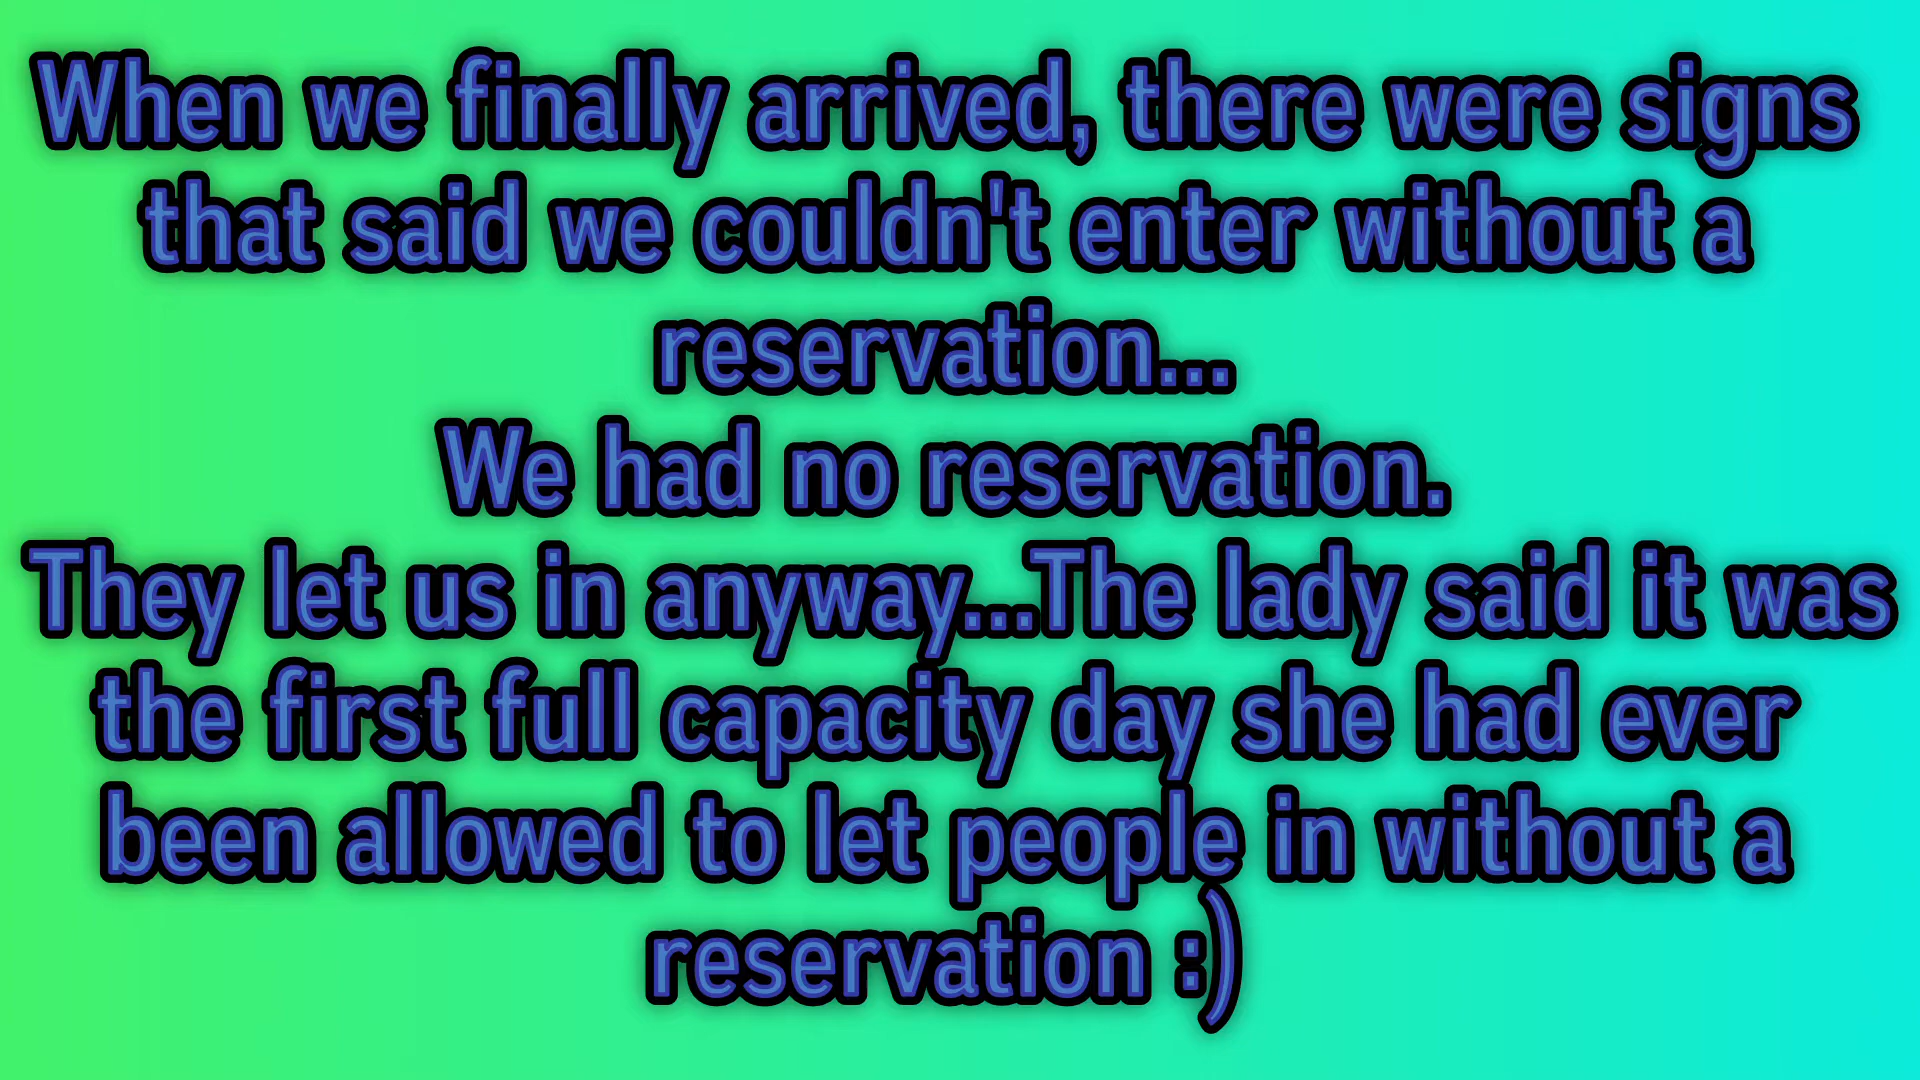 When we finally arrived, there were signs
that said we couldn't enter without a
reservation...
We had no reservation.
They let us in anyway...The lady said it was
the first full capacity day she had ever
been allowed to let people in without a
reservation :)